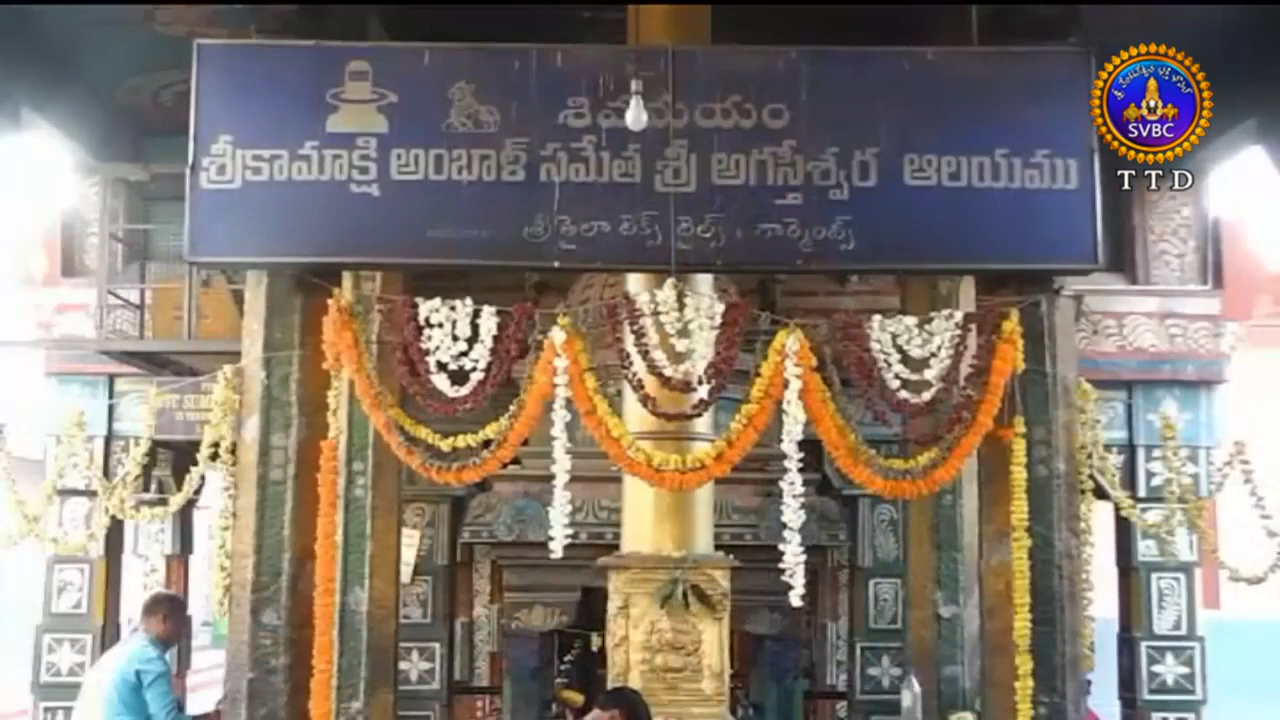 శివమయం
శ్రీకామాక్షి అంబాళ్ సమేత శ్రీ అగస్తేశ్వర ఆలయము
శ్రీ శైలా టెక్స్ టైల్స్ , గార్మెంట్స్
SVBC
TTD